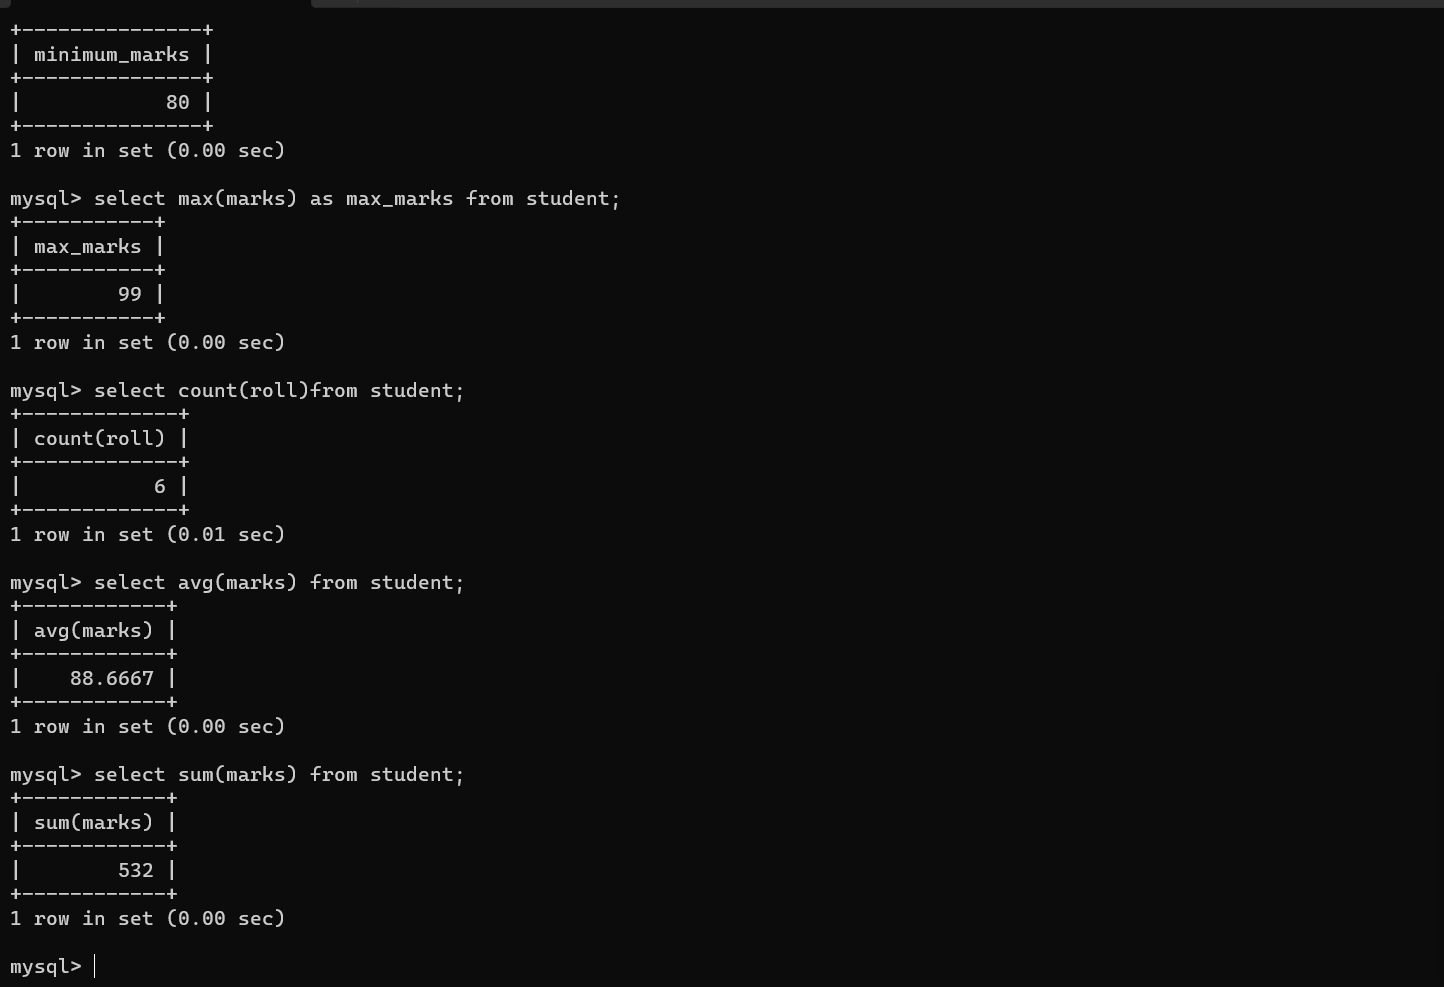 +---------------+
| minimum_marks |
+---------------+
|            80 |
+---------------+
1 row in set (0.00 sec)

mysql> select max(marks) as max_marks from student;
+-----------+
| max_marks |
+-----------+
|        99 |
+-----------+
1 row in set (0.00 sec)

mysql> select count(roll)from student;
+-------------+
| count(roll) |
+-------------+
|           6 |
+-------------+
1 row in set (0.01 sec)

mysql> select avg(marks) from student;
+------------+
| avg(marks) |
+------------+
|    88.6667 |
+------------+
1 row in set (0.00 sec)

mysql> select sum(marks) from student;
+------------+
| sum(marks) |
+------------+
|        532 |
+------------+
1 row in set (0.00 sec)

mysql>